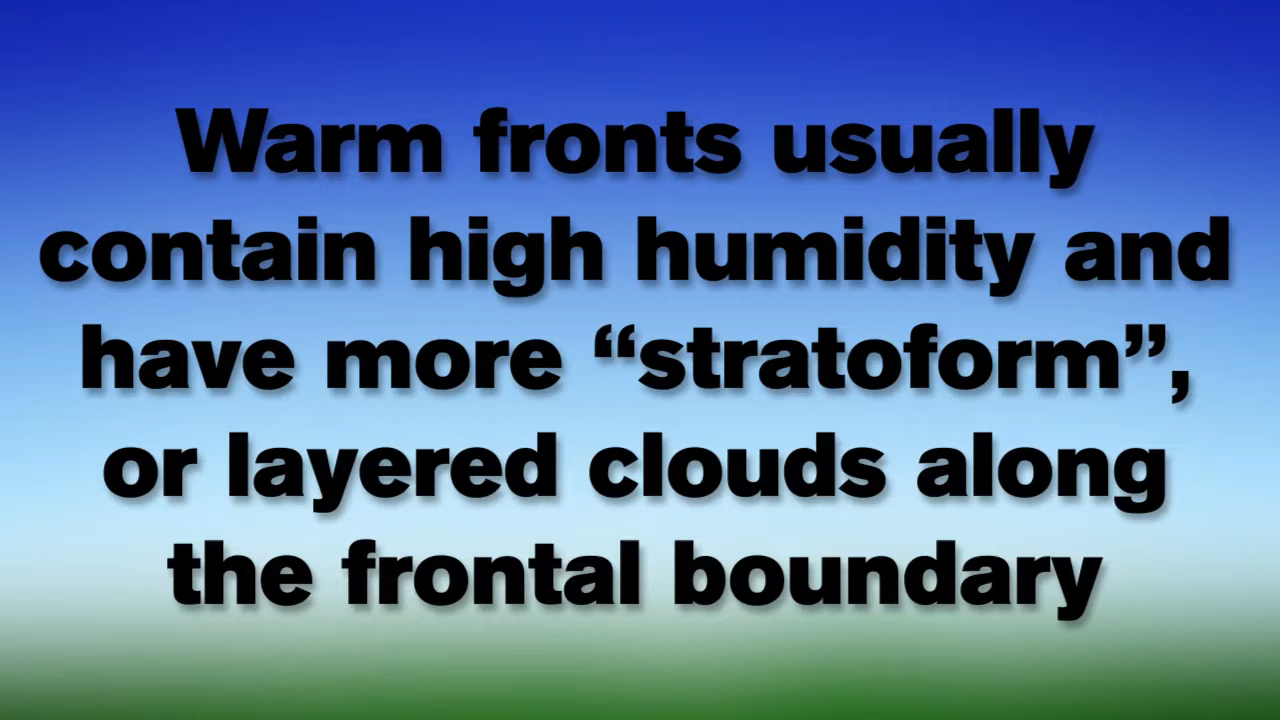 Warm fronts usually
contain high humidity and
have more “stratoform”,
or layered clouds along
the frontal boundary